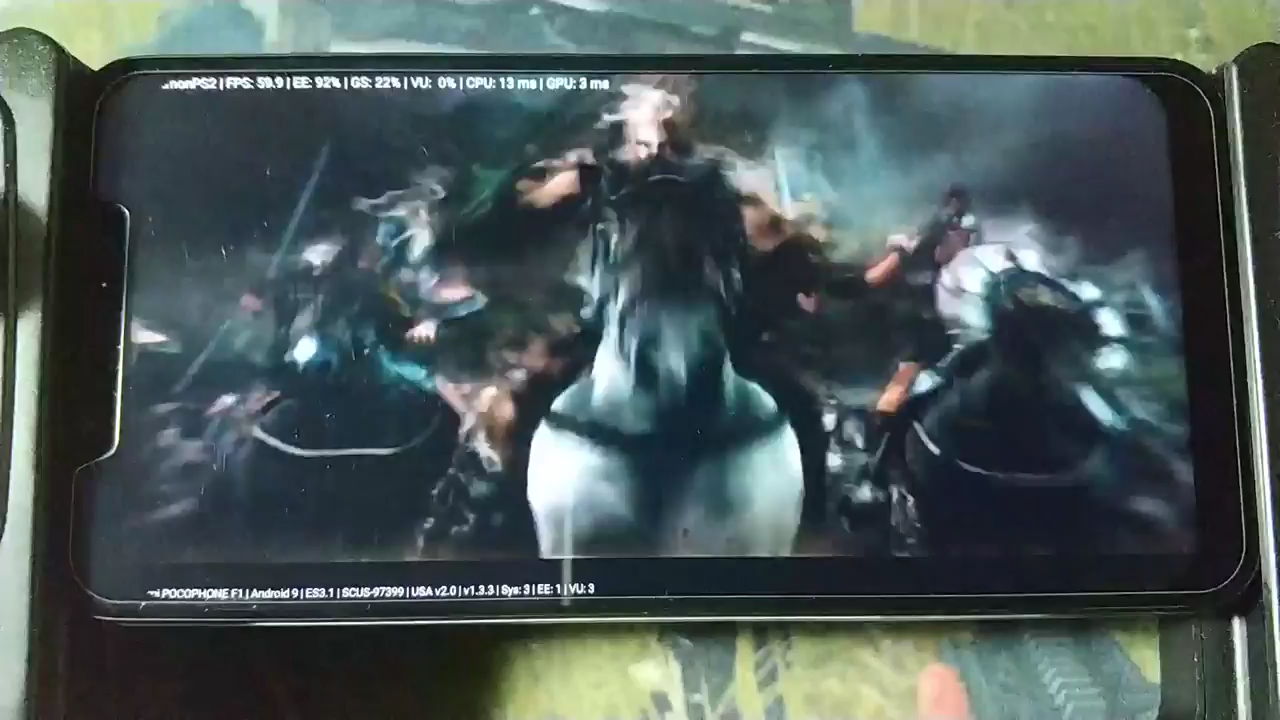 ...nonPS2 | FPS: 59.9 | EE: 92% | GS: 22% | VU: 0% | CPU: 13 ms | GPU: 3 ms
...mi POCOPHONE F1 | Android 9 | ES3.1 | SCUS-97399 | USA v2.0 | v1.3.3 | Sys: 3 | EE: 1 | VU: 3